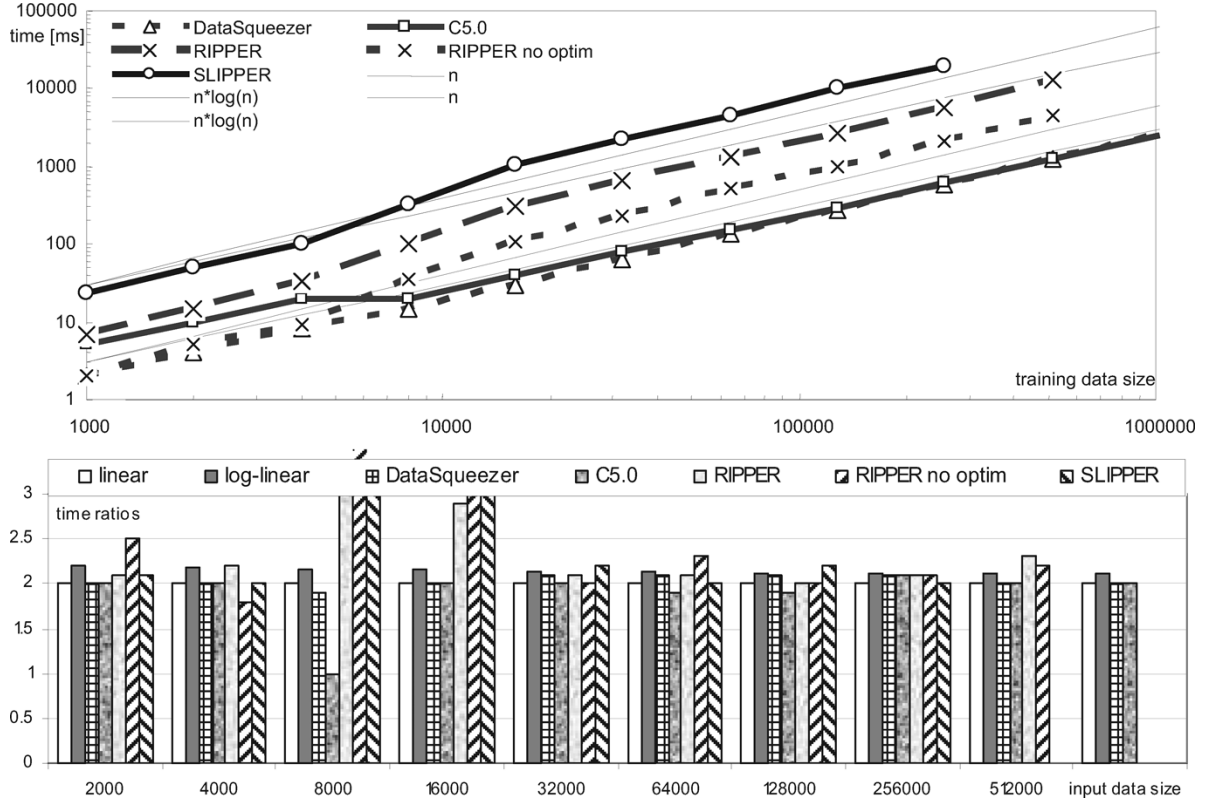 100000
time [ms]
DataSqueezer
C5.0
RIPPER
RIPPER no optim
SLIPPER
n
n*log(n)
n
n*log(n)
10000
1000
100
10
1
training data size
1000
10000
100000
1000000
linear
log-linear
DataSqueezer
C5.0
RIPPER
RIPPER no optim
SLIPPER
3
time ratios
2.5
2
1.5
1
0.5
0
2000
4000
8000
16000
32000
64000
128000
256000
512000
input data size